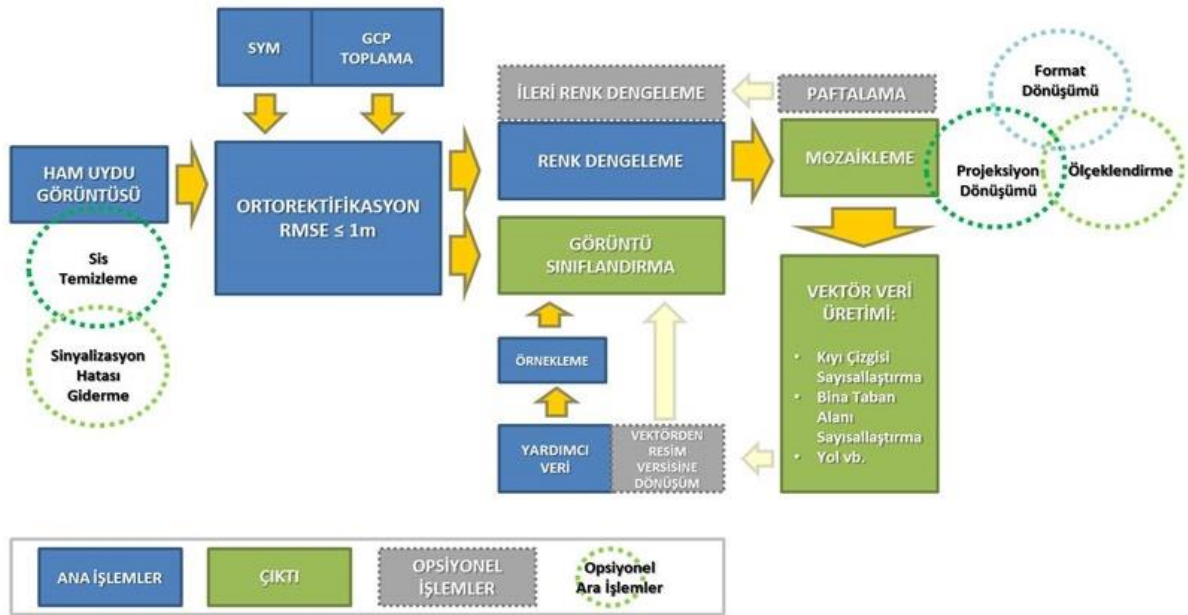 SYM
GCP
TOPLAMA
HAM UYDU
GÖRÜNTÜSÜ
Sis
Temizleme
Sinyalizasyon
Hatası
Giderme
ORTOREKTİFİKASYON
RMSE ≤ 1m
İLERİ RENK DENGELEME
RENK DENGELEME
GÖRÜNTÜ
SINIFLANDIRMA
ÖRNEKLEME
YARDIMCI
VERİ
VEKTÖRDEN
RESİM
VERSİSİNE
DÖNÜŞÜM
PAFTALAMA
MOZAİKLEME
Format
Dönüşümü
Projeksiyon
Dönüşümü
Ölçeklendirme
VEKTÖR VERİ
ÜRETİMİ:
• Kıyı Çizgisi
Sayısallaştırma
• Bina Taban
Alanı
Sayısallaştırma
• Yol vb.
ANA İŞLEMLER
ÇIKTI
OPSİYONEL
İŞLEMLER
Opsiyonel
Ara İşlemler